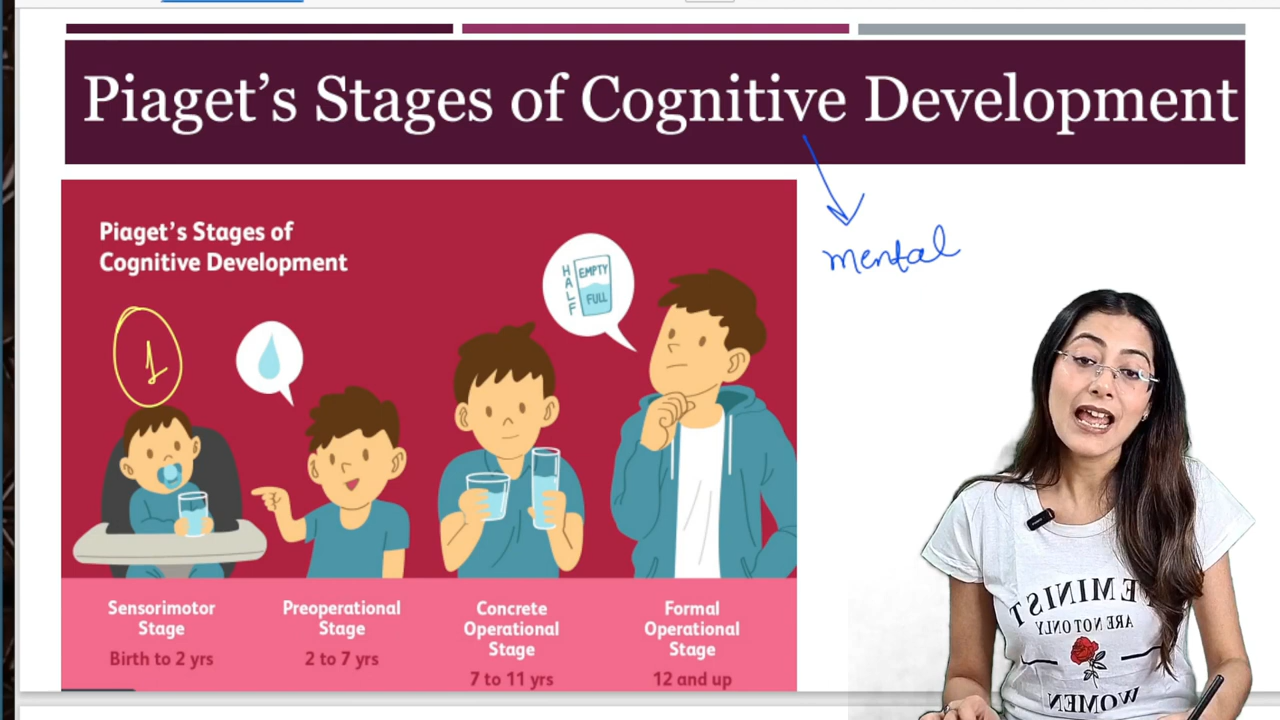 Piaget's Stages of Cognitive Development
mental
Piaget's Stages of
Cognitive Development
1
HALF
EMPTY
FULL
Sensorimotor
Stage
Birth to 2 yrs
Preoperational
Stage
2 to 7 yrs
Concrete
Operational
Stage
7 to 11 yrs
Formal
Operational
Stage
12 and up
FEMINIST
ARE NOT ONLY
WOMEN